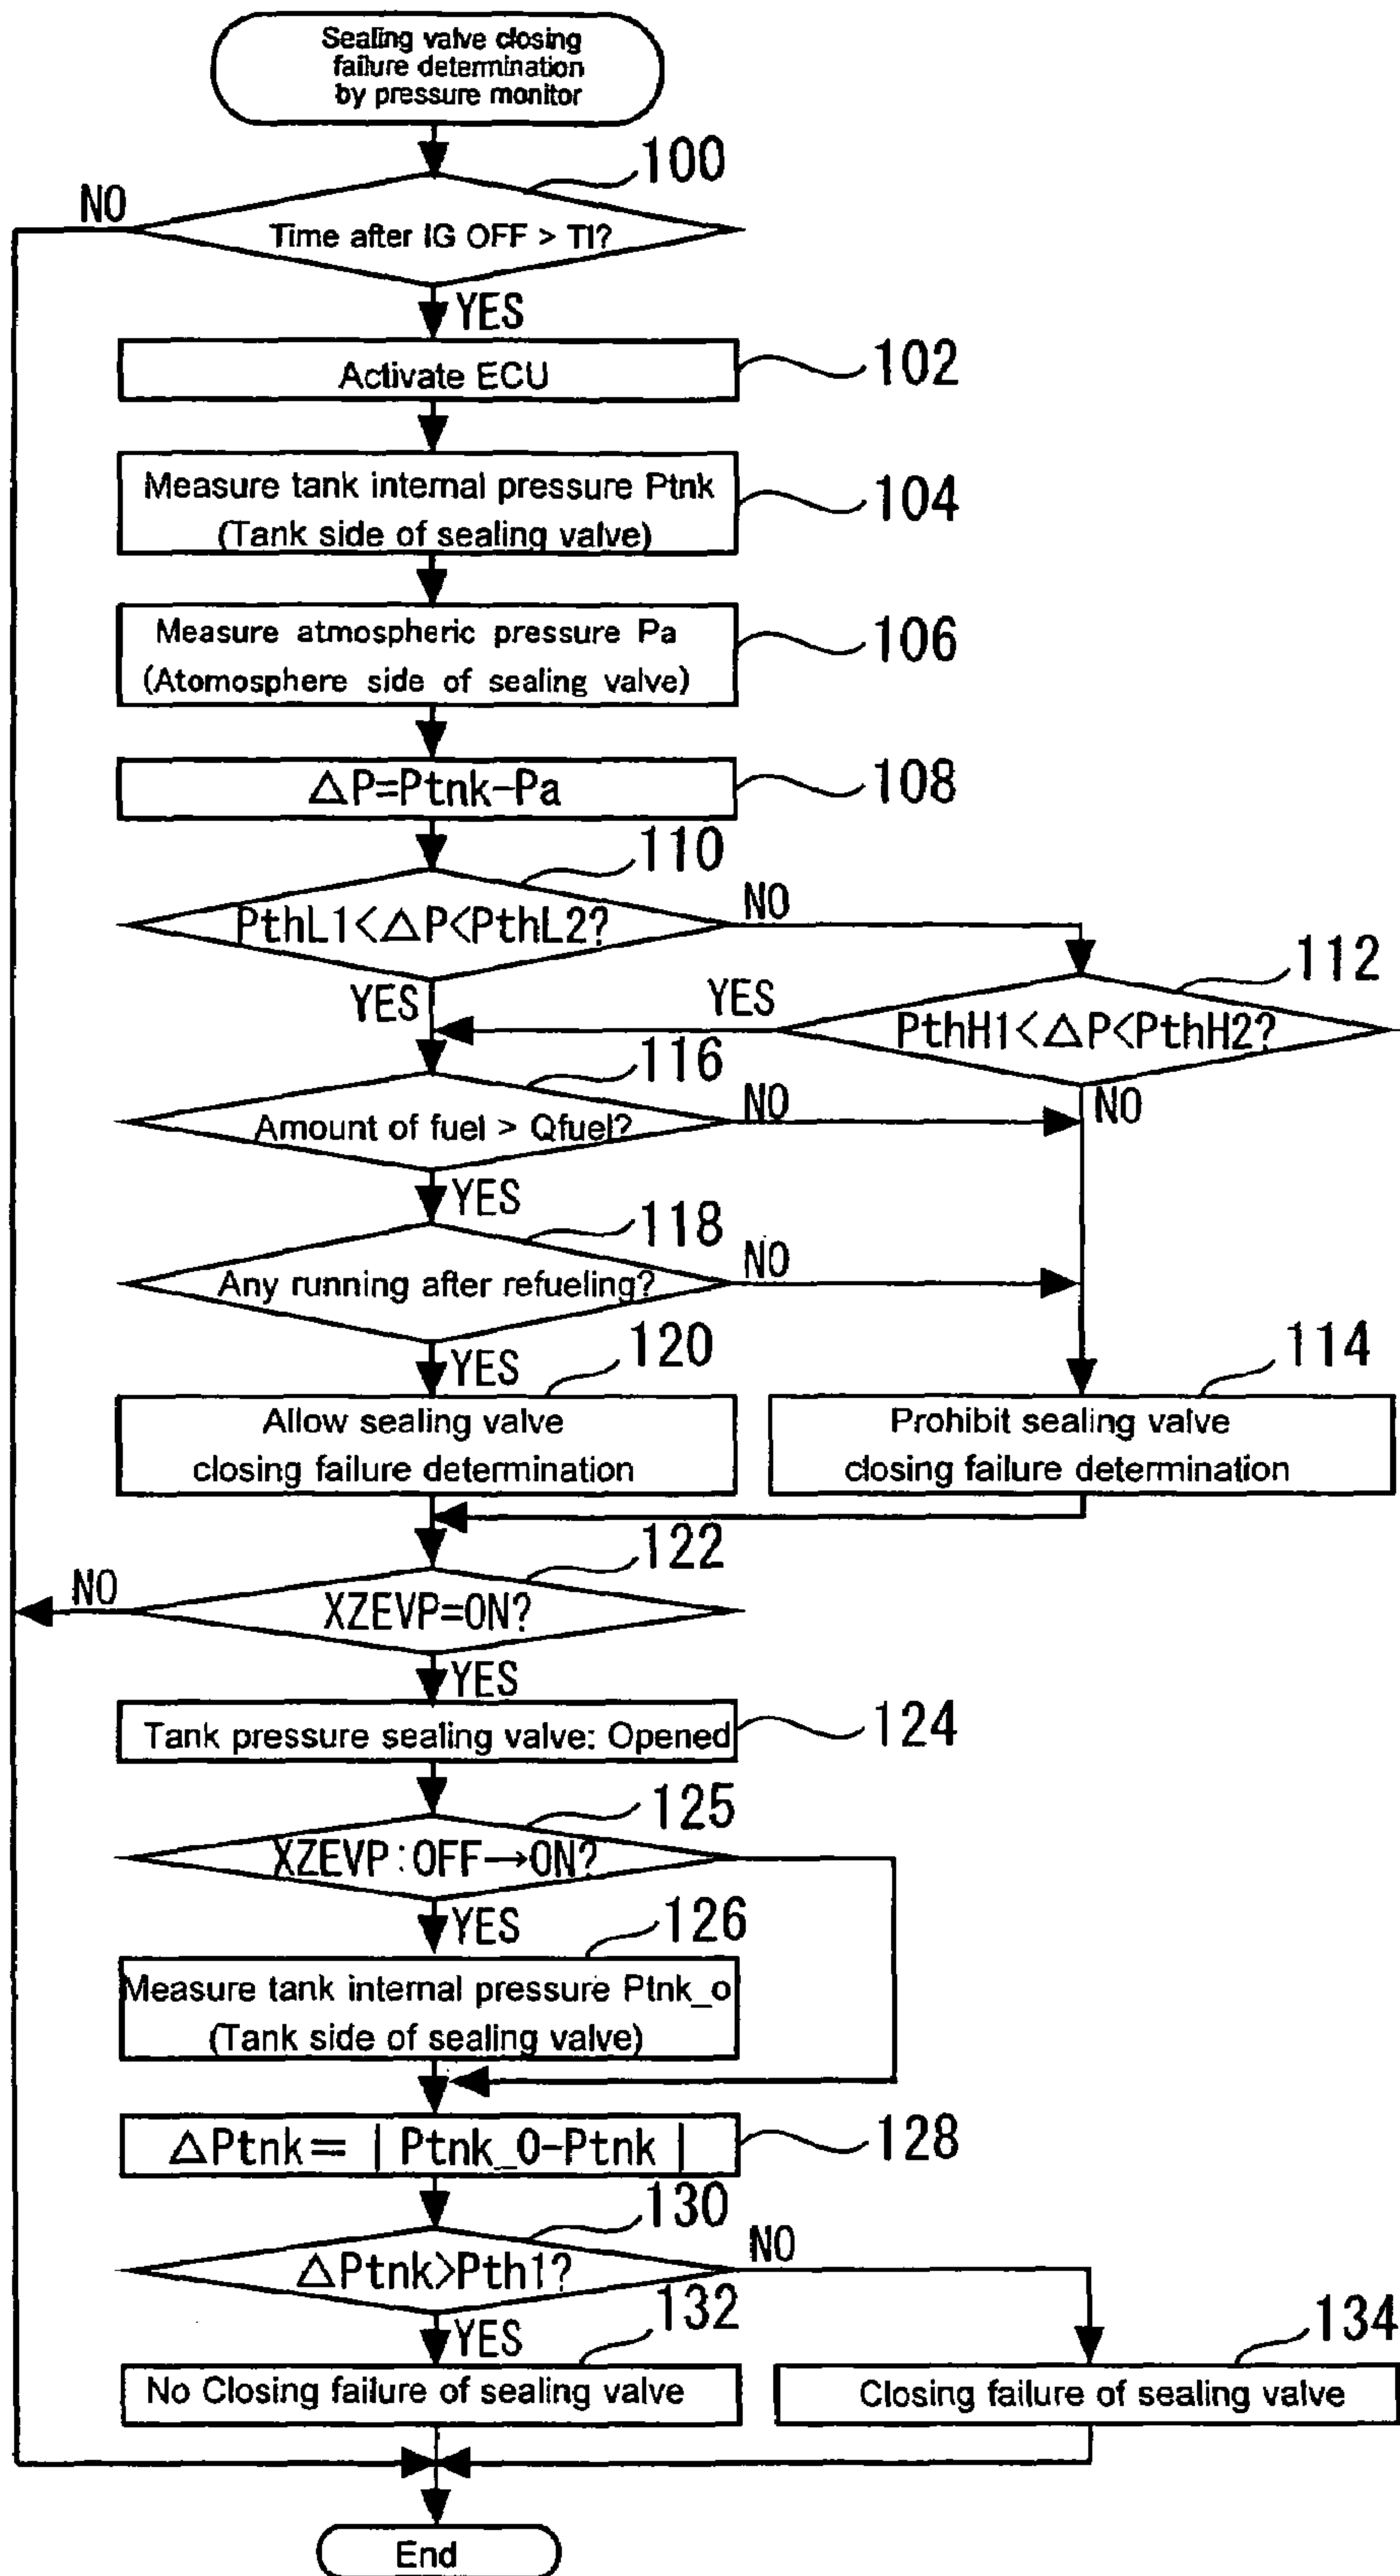 Sealing valve closing
failure determination
by pressure monitor
100
NO
Time after IG OFF > TI?
YES
Activate ECU
102
Measure tank internal pressure Ptnk
(Tank side of sealing valve)
104
Measure atmospheric pressure Pa
(Atomosphere side of sealing valve)
106
△P=Ptnk-Pa
108
110
PthL1<△P<PthL2?
NO
112
YES
YES
PthH1<△P<PthH2?
116
NO
NO
Amount of fuel > Qfuel?
YES
118
NO
Any running after refueling?
YES
120
114
Allow sealing valve
closing failure determination
Prohibit sealing valve
closing failure determination
122
NO
XZEVP=ON?
YES
Tank pressure sealing valve: Opened
124
125
XZEVP:OFF→ON?
YES
126
Measure tank internal pressure Ptnk_o
(Tank side of sealing valve)
△Ptnk= | Ptnk_0-Ptnk |
128
130
NO
△Ptnk>Pth1?
YES
132
134
No Closing failure of sealing valve
Closing failure of sealing valve
End